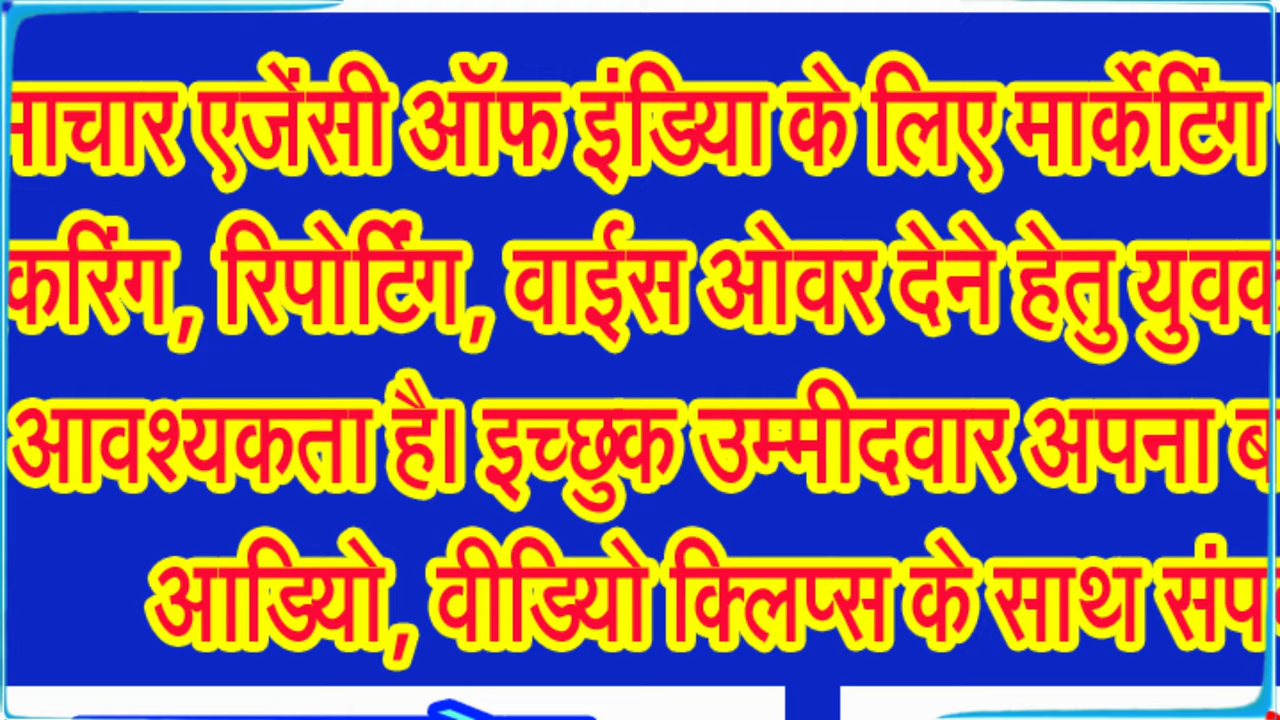 माचार एजेंसी ऑफ इंडिया के लिए मार्केटिंग
करिंग, रिपोर्टिंग, वाईस ओवर देने हेतु युवक
आवश्यकता है। इच्छुक उम्मीदवार अपना ब
आडियो, वीडियो क्लिप्स के साथ संप